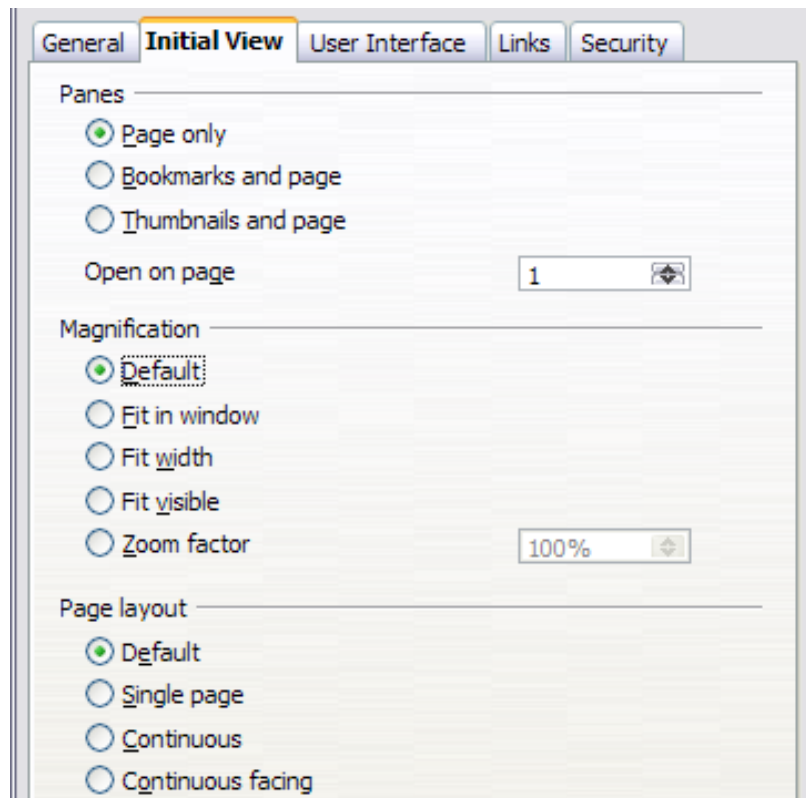 General Initial View User Interface Links Security
Panes
Page only
Bookmarks and page
Thumbnails and page
Open on page 1
Magnification
Default
Fit in window
Fit width
Fit visible
Zoom factor 100%
Page layout
Default
Single page
Continuous
Continuous facing